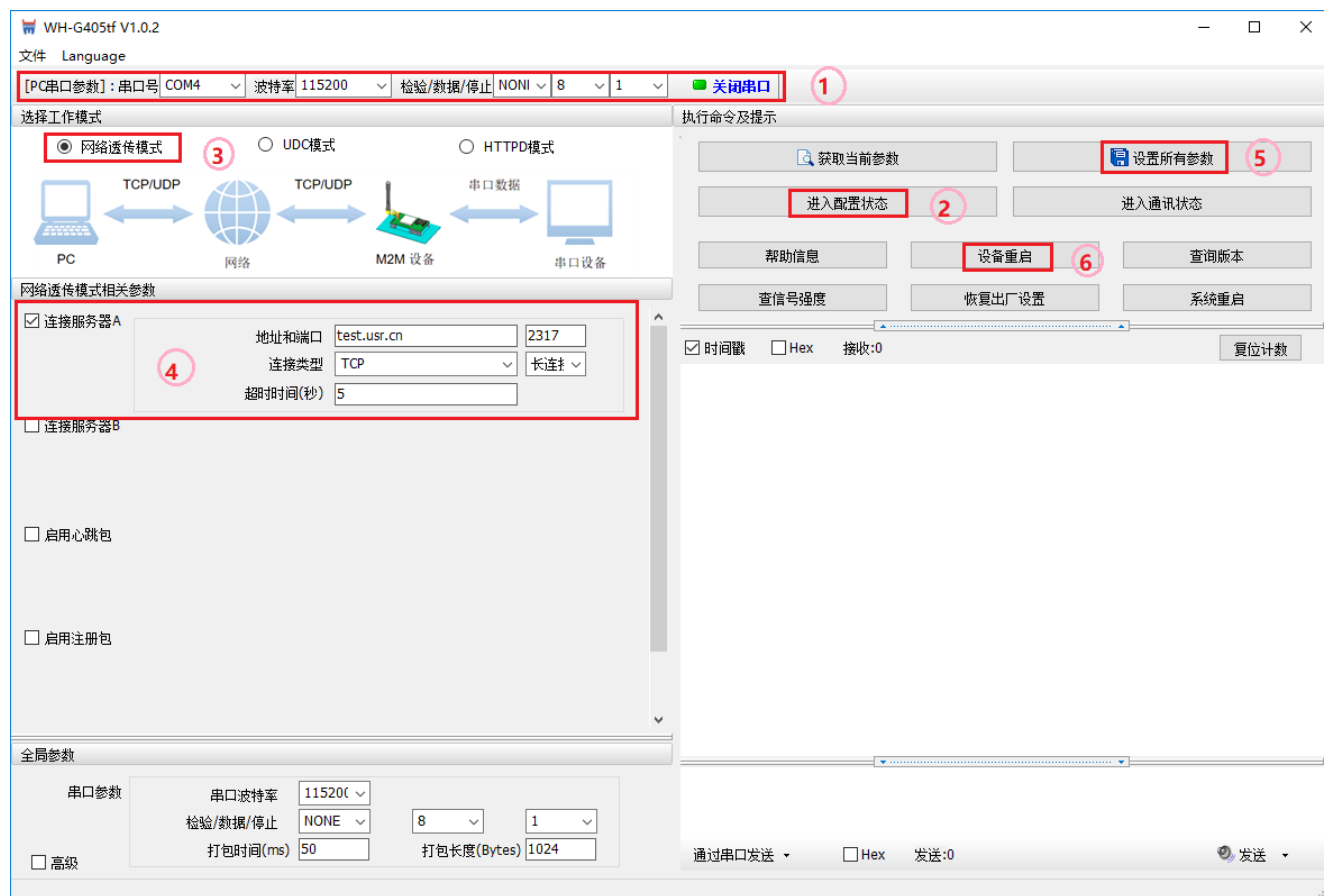 WH-G405tf V1.0.2
文件 Language
[PC串口参数]：串口号 COM4 波特率 115200 检验/数据/停止 NONI 8 1 关闭串口 1
选择工作模式
网络透传模式 3 UDC模式 HTTPD模式
TCP/UDP TCP/UDP 串口数据
PC 网络 M2M 设备 串口设备
网络透传模式相关参数
连接服务器A
地址和端口 test.usr.cn 2317
4 连接类型 TCP 长连接
超时时间(秒) 5
连接服务器B
启用心跳包
启用注册包
全局参数
串口参数 串口波特率 115200
检验/数据/停止 NONE 8 1
打包时间(ms) 50 打包长度(Bytes) 1024
高级
执行命令及提示
获取当前参数 设置所有参数 5
进入配置状态 2 进入通讯状态
帮助信息 设备重启 6 查询版本
查信号强度 恢复出厂设置 系统重启
时间戳 Hex 接收:0 复位计数
通过串口发送 Hex 发送:0 发送